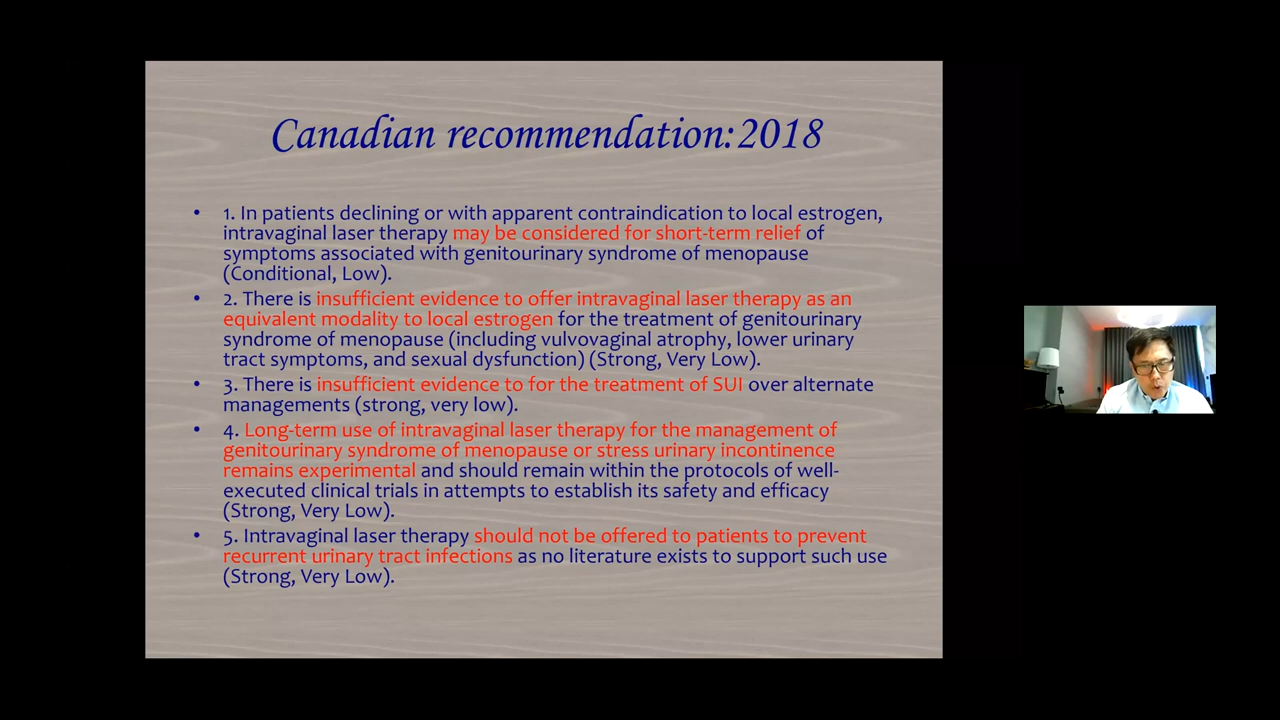 Canadian recommendation:2018
• 1. In patients declining or with apparent contraindication to local estrogen,
intravaginal laser therapy may be considered for short-term relief of
symptoms associated with genitourinary syndrome of menopause
(Conditional, Low).
• 2. There is insufficient evidence to offer intravaginal laser therapy as an
equivalent modality to local estrogen for the treatment of genitourinary
syndrome of menopause (including vulvovaginal atrophy, lower urinary
tract symptoms, and sexual dysfunction) (Strong, Very Low).
• 3. There is insufficient evidence to for the treatment of SUI over alternate
managements (strong, very low).
• 4. Long-term use of intravaginal laser therapy for the management of
genitourinary syndrome of menopause or stress urinary incontinence
remains experimental and should remain within the protocols of well-
executed clinical trials in attempts to establish its safety and efficacy
(Strong, Very Low).
• 5. Intravaginal laser therapy should not be offered to patients to prevent
recurrent urinary tract infections as no literature exists to support such use
(Strong, Very Low).